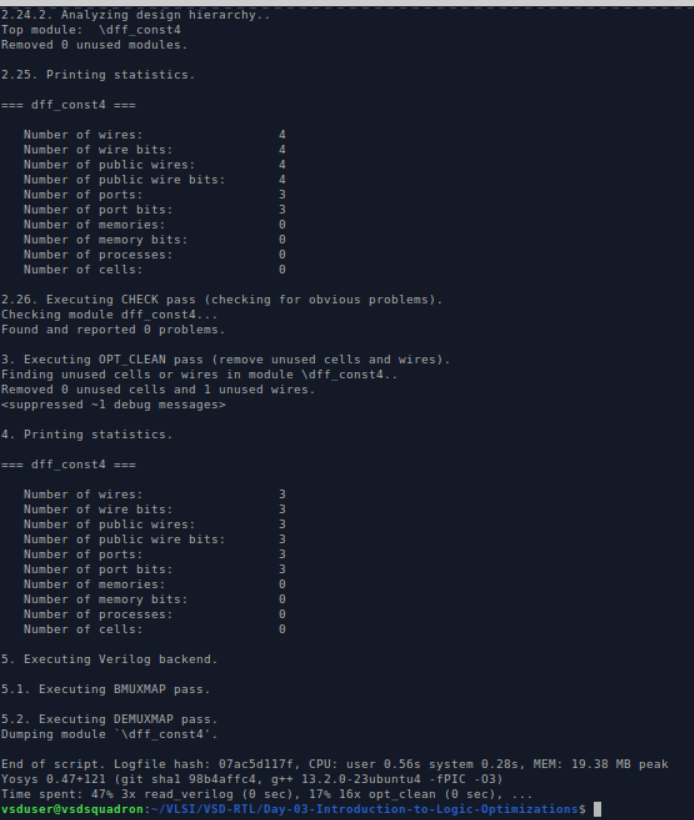 2.24.2. Analyzing design hierarchy..
Top module:  \dff_const4
Removed 0 unused modules.
2.25. Printing statistics.
=== dff_const4 ===
   Number of wires:                  4
   Number of wire bits:              4
   Number of public wires:           4
   Number of public wire bits:       4
   Number of ports:                  3
   Number of port bits:              3
   Number of memories:               0
   Number of memory bits:            0
   Number of processes:              0
   Number of cells:                  0
2.26. Executing CHECK pass (checking for obvious problems).
Checking module dff_const4...
Found and reported 0 problems.
3. Executing OPT_CLEAN pass (remove unused cells and wires).
Finding unused cells or wires in module \dff_const4..
Removed 0 unused cells and 1 unused wires.
<suppressed ~1 debug messages>
4. Printing statistics.
=== dff_const4 ===
   Number of wires:                  3
   Number of wire bits:              3
   Number of public wires:           3
   Number of public wire bits:       3
   Number of ports:                  3
   Number of port bits:              3
   Number of memories:               0
   Number of memory bits:            0
   Number of processes:              0
   Number of cells:                  0
5. Executing Verilog backend.
5.1. Executing BMUXMAP pass.
5.2. Executing DEMUXMAP pass.
Dumping module `\dff_const4'.
End of script. Logfile hash: 07ac5d117f, CPU: user 0.56s system 0.28s, MEM: 19.38 MB peak
Yosys 0.47+121 (git sha1 98b4affc4, g++ 13.2.0-23ubuntu4 -fPIC -O3)
Time spent: 47% 3x read_verilog (0 sec), 17% 16x opt_clean (0 sec), ...
vsduser@vsdsquadron:~/VLSI/VSD-RTL/Day-03-Introduction-to-Logic-Optimizations$